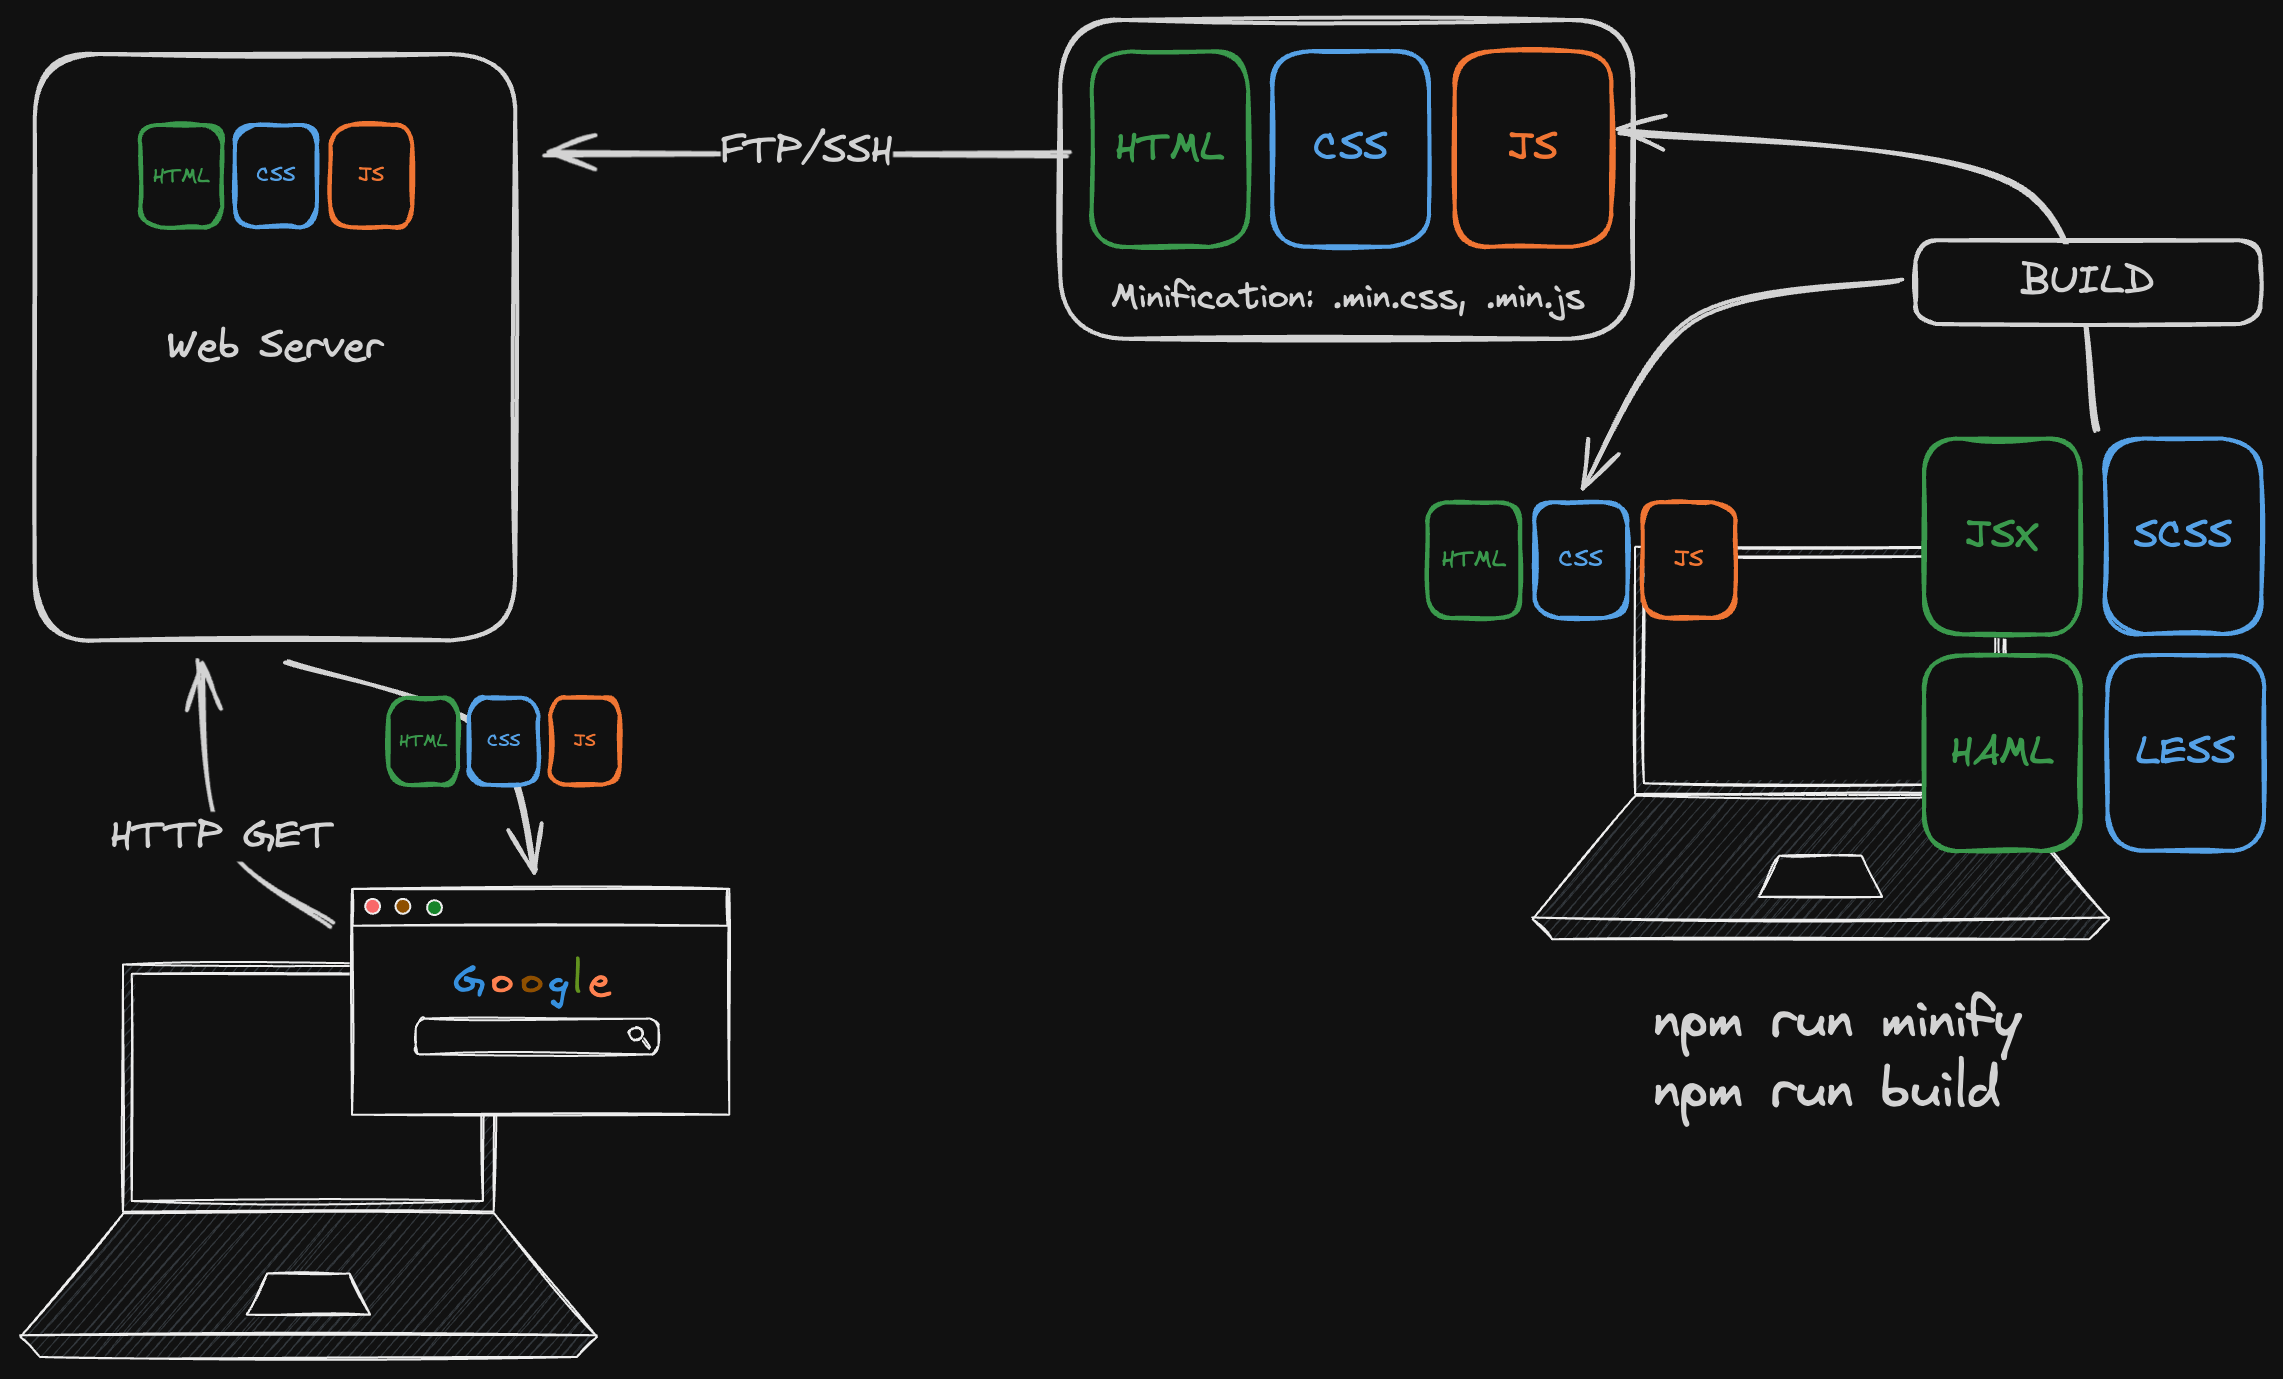 HTML CSS JS
Web Server
FTP/SSH
HTML CSS JS
Minification: .min.css, .min.js
BUILD
HTML CSS JS
JSX SCSS
HAML LESS
npm run minify
npm run build
HTML CSS JS
HTTP GET
Google